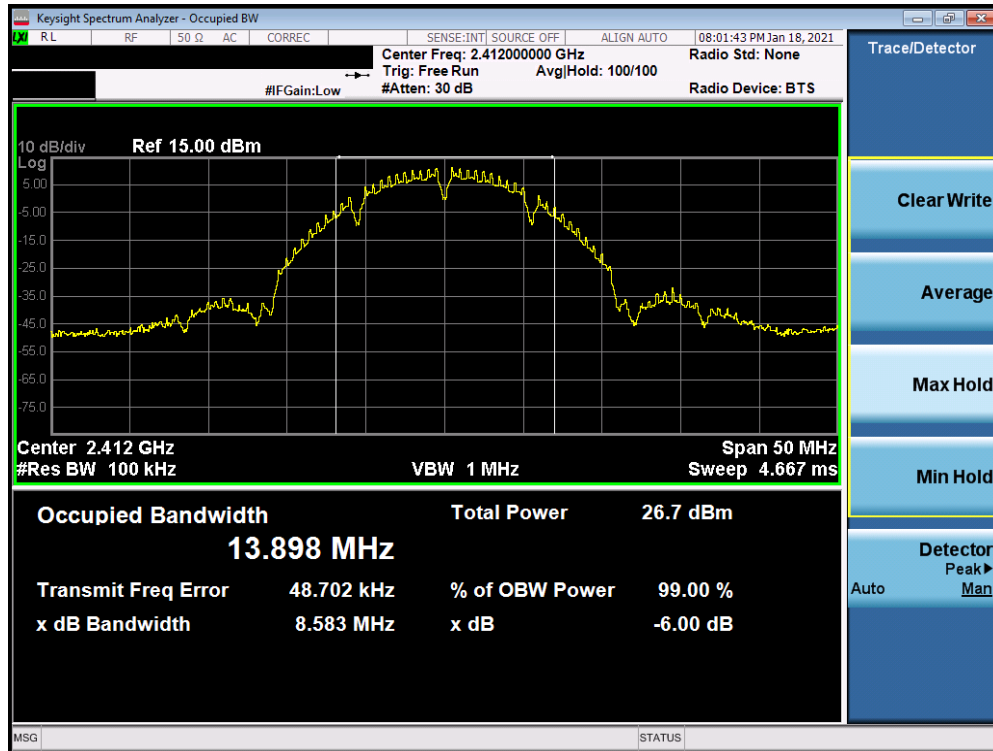 Keysight Spectrum Analyzer - Occupied BW
LXI RL RF 50 Ω AC CORREC SENSE:INT SOURCE OFF ALIGN AUTO 08:01:43 PM Jan 18, 2021
Center Freq: 2.412000000 GHz Radio Std: None
Trig: Free Run Avg|Hold: 100/100
#IFGain:Low #Atten: 30 dB Radio Device: BTS
10 dB/div Ref 15.00 dBm
Log
5.00
-5.00
-15.0
-25.0
-35.0
-45.0
-55.0
-65.0
-75.0
Center 2.412 GHz Span 50 MHz
#Res BW 100 kHz VBW 1 MHz Sweep 4.667 ms
Occupied Bandwidth Total Power 26.7 dBm
13.898 MHz
Transmit Freq Error 48.702 kHz % of OBW Power 99.00 %
x dB Bandwidth 8.583 MHz x dB -6.00 dB
MSG STATUS
Trace/Detector
Clear Write
Average
Max Hold
Min Hold
Detector
Peak▶
Auto Man